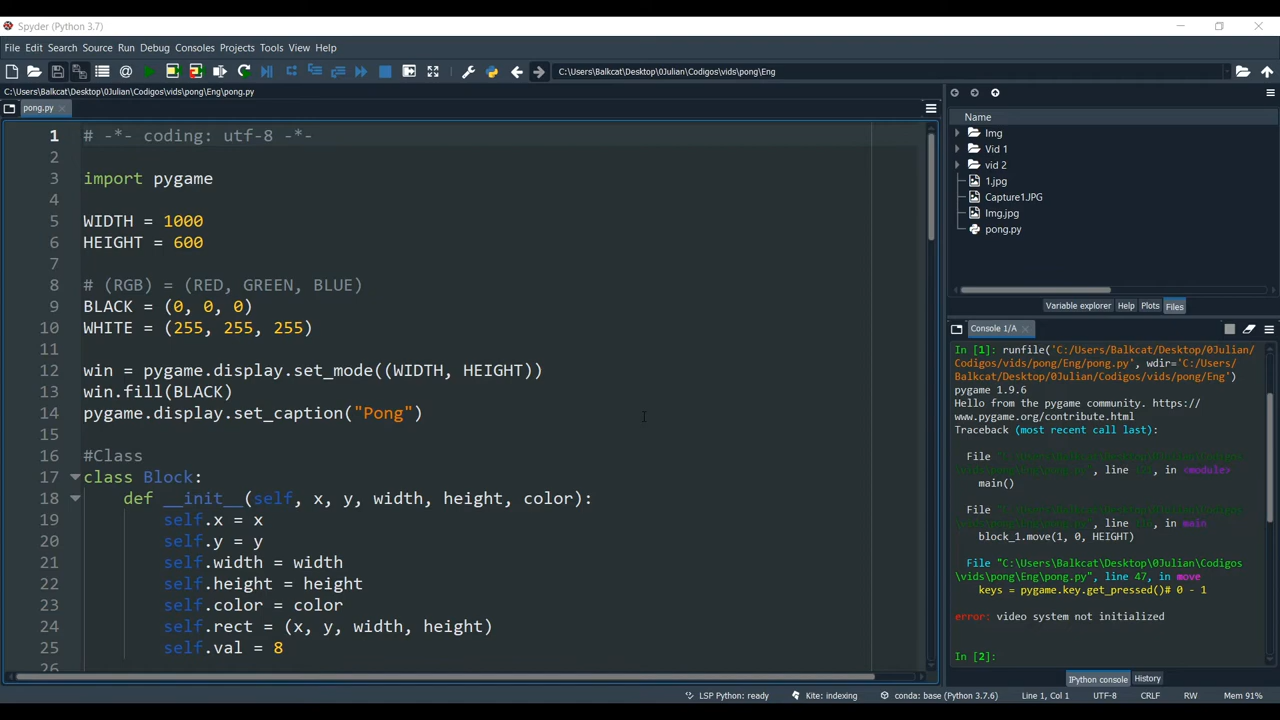 Spyder (Python 3.7)
File Edit Search Source Run Debug Consoles Projects Tools View Help
C:\Users\Balkcat\Desktop\0Julian\Codigos\vids\pong\Eng
C:\Users\Balkcat\Desktop\0Julian\Codigos\vids\pong\Eng\pong.py
pong.py
1 # -*- coding: utf-8 -*-
2
3 import pygame
4
5 WIDTH = 1000
6 HEIGHT = 600
7
8 # (RGB) = (RED, GREEN, BLUE)
9 BLACK = (0, 0, 0)
10 WHITE = (255, 255, 255)
11
12 win = pygame.display.set_mode((WIDTH, HEIGHT))
13 win.fill(BLACK)
14 pygame.display.set_caption("Pong")
15
16 #Class
17 class Block:
18 def __init__(self, x, y, width, height, color):
19 self.x = x
20 self.y = y
21 self.width = width
22 self.height = height
23 self.color = color
24 self.rect = (x, y, width, height)
25 self.val = 8
26
Name
Img
Vid 1
vid 2
1.jpg
Capture1.JPG
Img.jpg
pong.py
Variable explorer Help Plots Files
Console 1/A
In [1]: runfile('C:/Users/Balkcat/Desktop/0Julian/
Codigos/vids/pong/Eng/pong.py', wdir='C:/
Users/Balkcat/Desktop/0Julian/Codigos/vids/pong/Eng')
pygame 1.9.6
Hello from the pygame community. https://
www.pygame.org/contribute.html
Traceback (most recent call last):
File
line in <module>
main()
File
line in main
block_1.move(1, 0, HEIGHT)
File "C:\Users\Balkcat\Desktop\0Julian\Codigos
\vids\pong\Eng\pong.py", line 47, in move
keys = pygame.key.get_pressed()# 0 - 1
error: video system not initialized
In [2]:
IPython console History
LSP Python: ready Kite: indexing conda: base (Python 3.7.6) Line 1, Col 1 UTF-8 CRLF RW Mem 91%